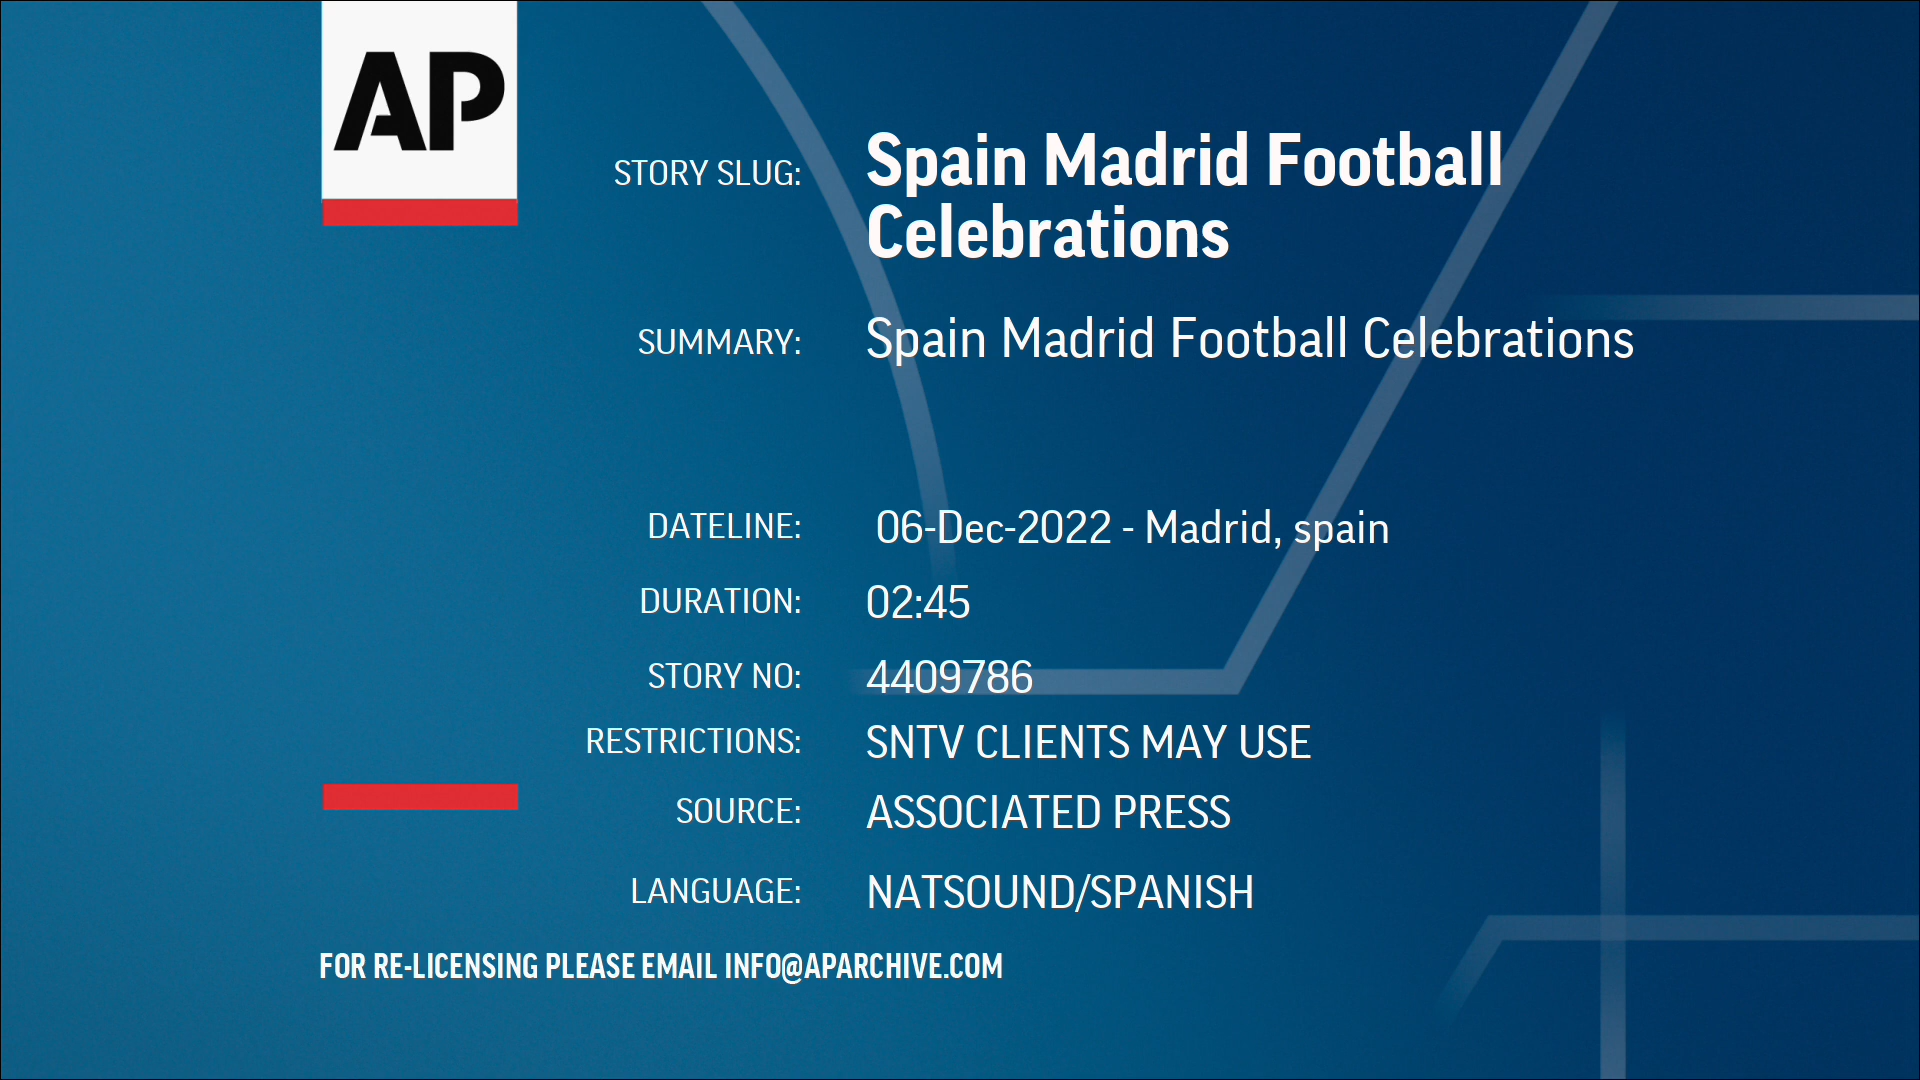 AP
STORY SLUG: Spain Madrid Football
Celebrations
SUMMARY: Spain Madrid Football Celebrations
DATELINE: 06-Dec-2022 - Madrid, spain
DURATION: 02:45
STORY NO: 4409786
RESTRICTIONS: SNTV CLIENTS MAY USE
SOURCE: ASSOCIATED PRESS
LANGUAGE: NATSOUND/SPANISH
FOR RE-LICENSING PLEASE EMAIL INFO@APARCHIVE.COM